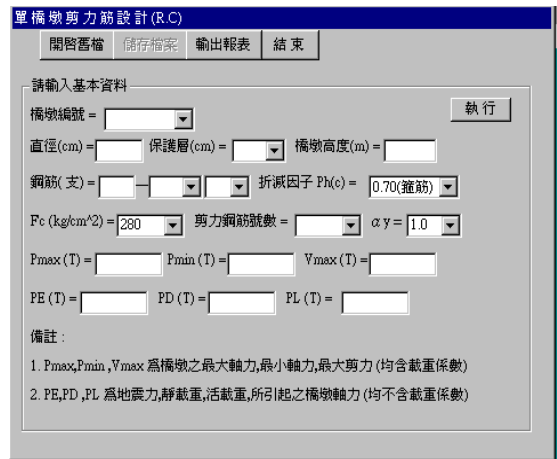 單橋墩剪力筋設計(R.C)
開啓舊檔 儲存檔案 輸出報表 結束
請輸入基本資料
橋墩編號 = 執行
直徑(cm) = 保護層(cm) = 橋墩高度(m) =
鋼筋(支) = — 折減因子 Ph(c) = 0.70(箍筋)
F'c (kg/cm^2) = 280 剪力鋼筋號數 = α y = 1.0
Pmax (T) = Pmin (T) = Vmax (T) =
PE (T) = PD (T) = PL (T) =
備註 :
1. Pmax,Pmin ,Vmax 爲橋墩之最大軸力,最小軸力,最大剪力 (均含載重係數)
2. PE,PD ,PL 爲地震力,靜載重,活載重,所引起之橋墩軸力 (均不含載重係數)